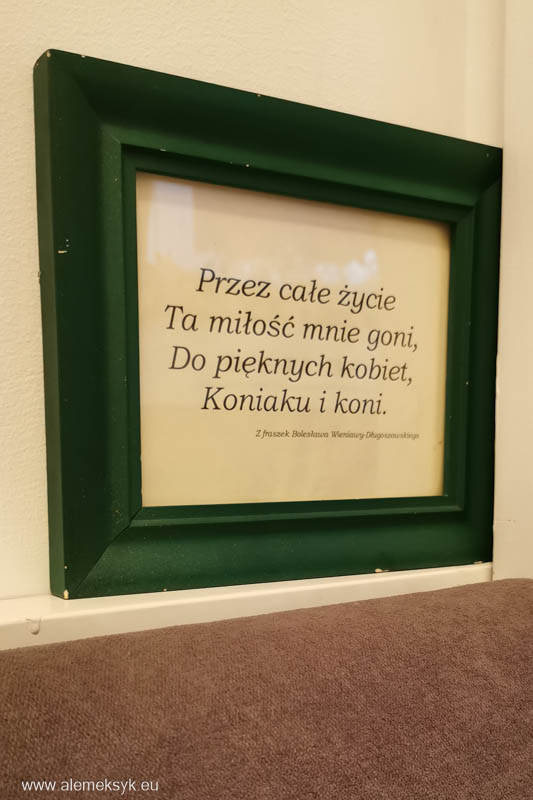 Przez całe życie
Ta miłość mnie goni,
Do pięknych kobiet,
Koniaku i koni.
Z fraszek Bolesława Wieniawy-Długoszowskiego
www.alemeksyk.eu